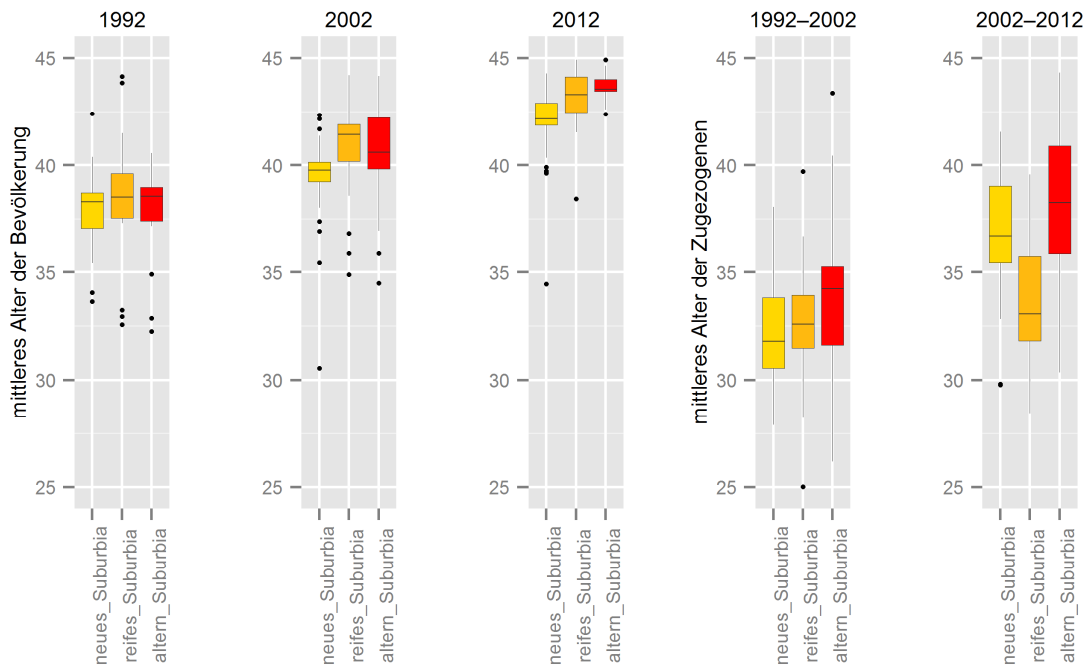 1992
2002
2012
1992–2002
2002–2012
mittleres Alter der Bevölkerung
45
40
35
30
25
45
40
35
30
25
45
40
35
30
25
mittleres Alter der Zugezogenen
45
40
35
30
25
45
40
35
30
25
neues_Suburbia
reifes_Suburbia
altern_Suburbia
neues_Suburbia
reifes_Suburbia
altern_Suburbia
neues_Suburbia
reifes_Suburbia
altern_Suburbia
neues_Suburbia
reifes_Suburbia
altern_Suburbia
neues_Suburbia
reifes_Suburbia
altern_Suburbia